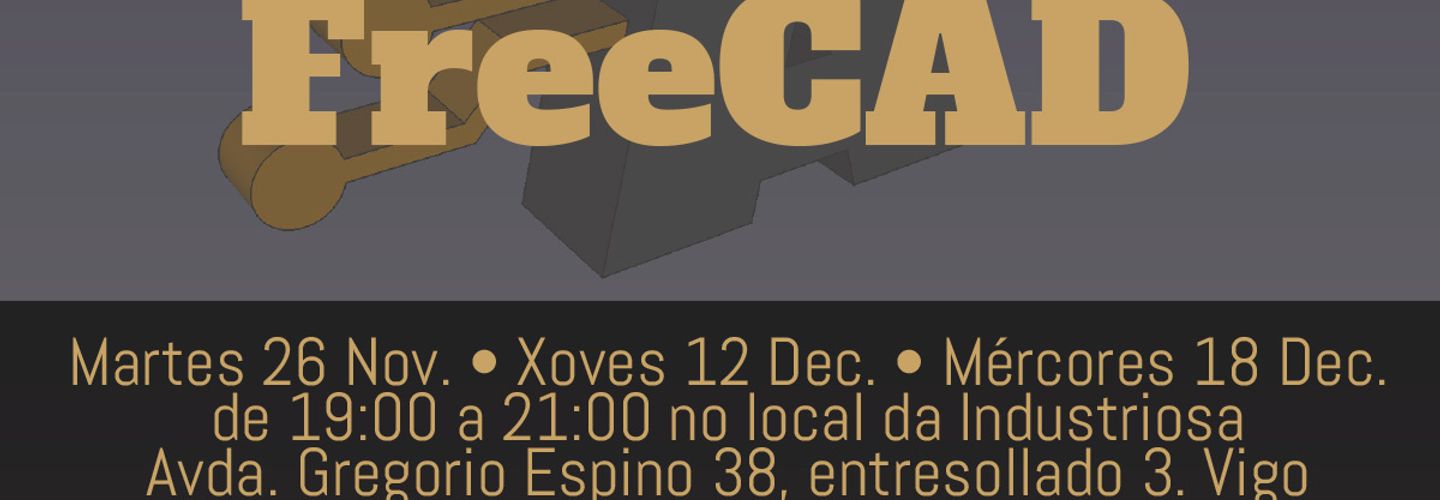 FreeCAD
Martes 26 Nov. • Xoves 12 Dec. • Mércores 18 Dec.
de 19:00 a 21:00 no local da Industriosa
Avda. Gregorio Espino 38, entresollado 3. Vigo